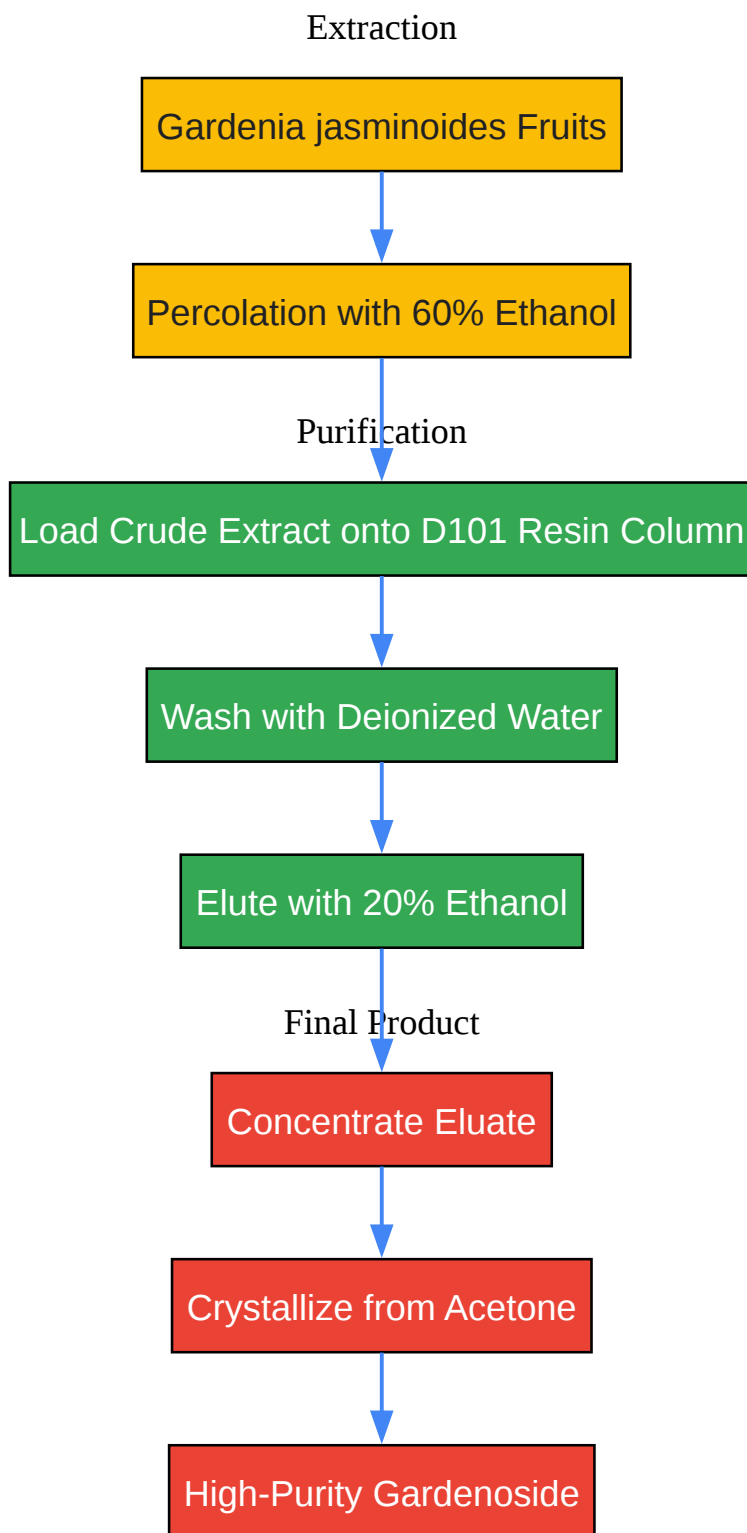 Extraction
Gardenia jasminoides Fruits
Percolation with 60% Ethanol
Purification
Load Crude Extract onto D101 Resin Column
Wash with Deionized Water
Elute with 20% Ethanol
Final Product
Concentrate Eluate
Crystallize from Acetone
High-Purity Gardenoside